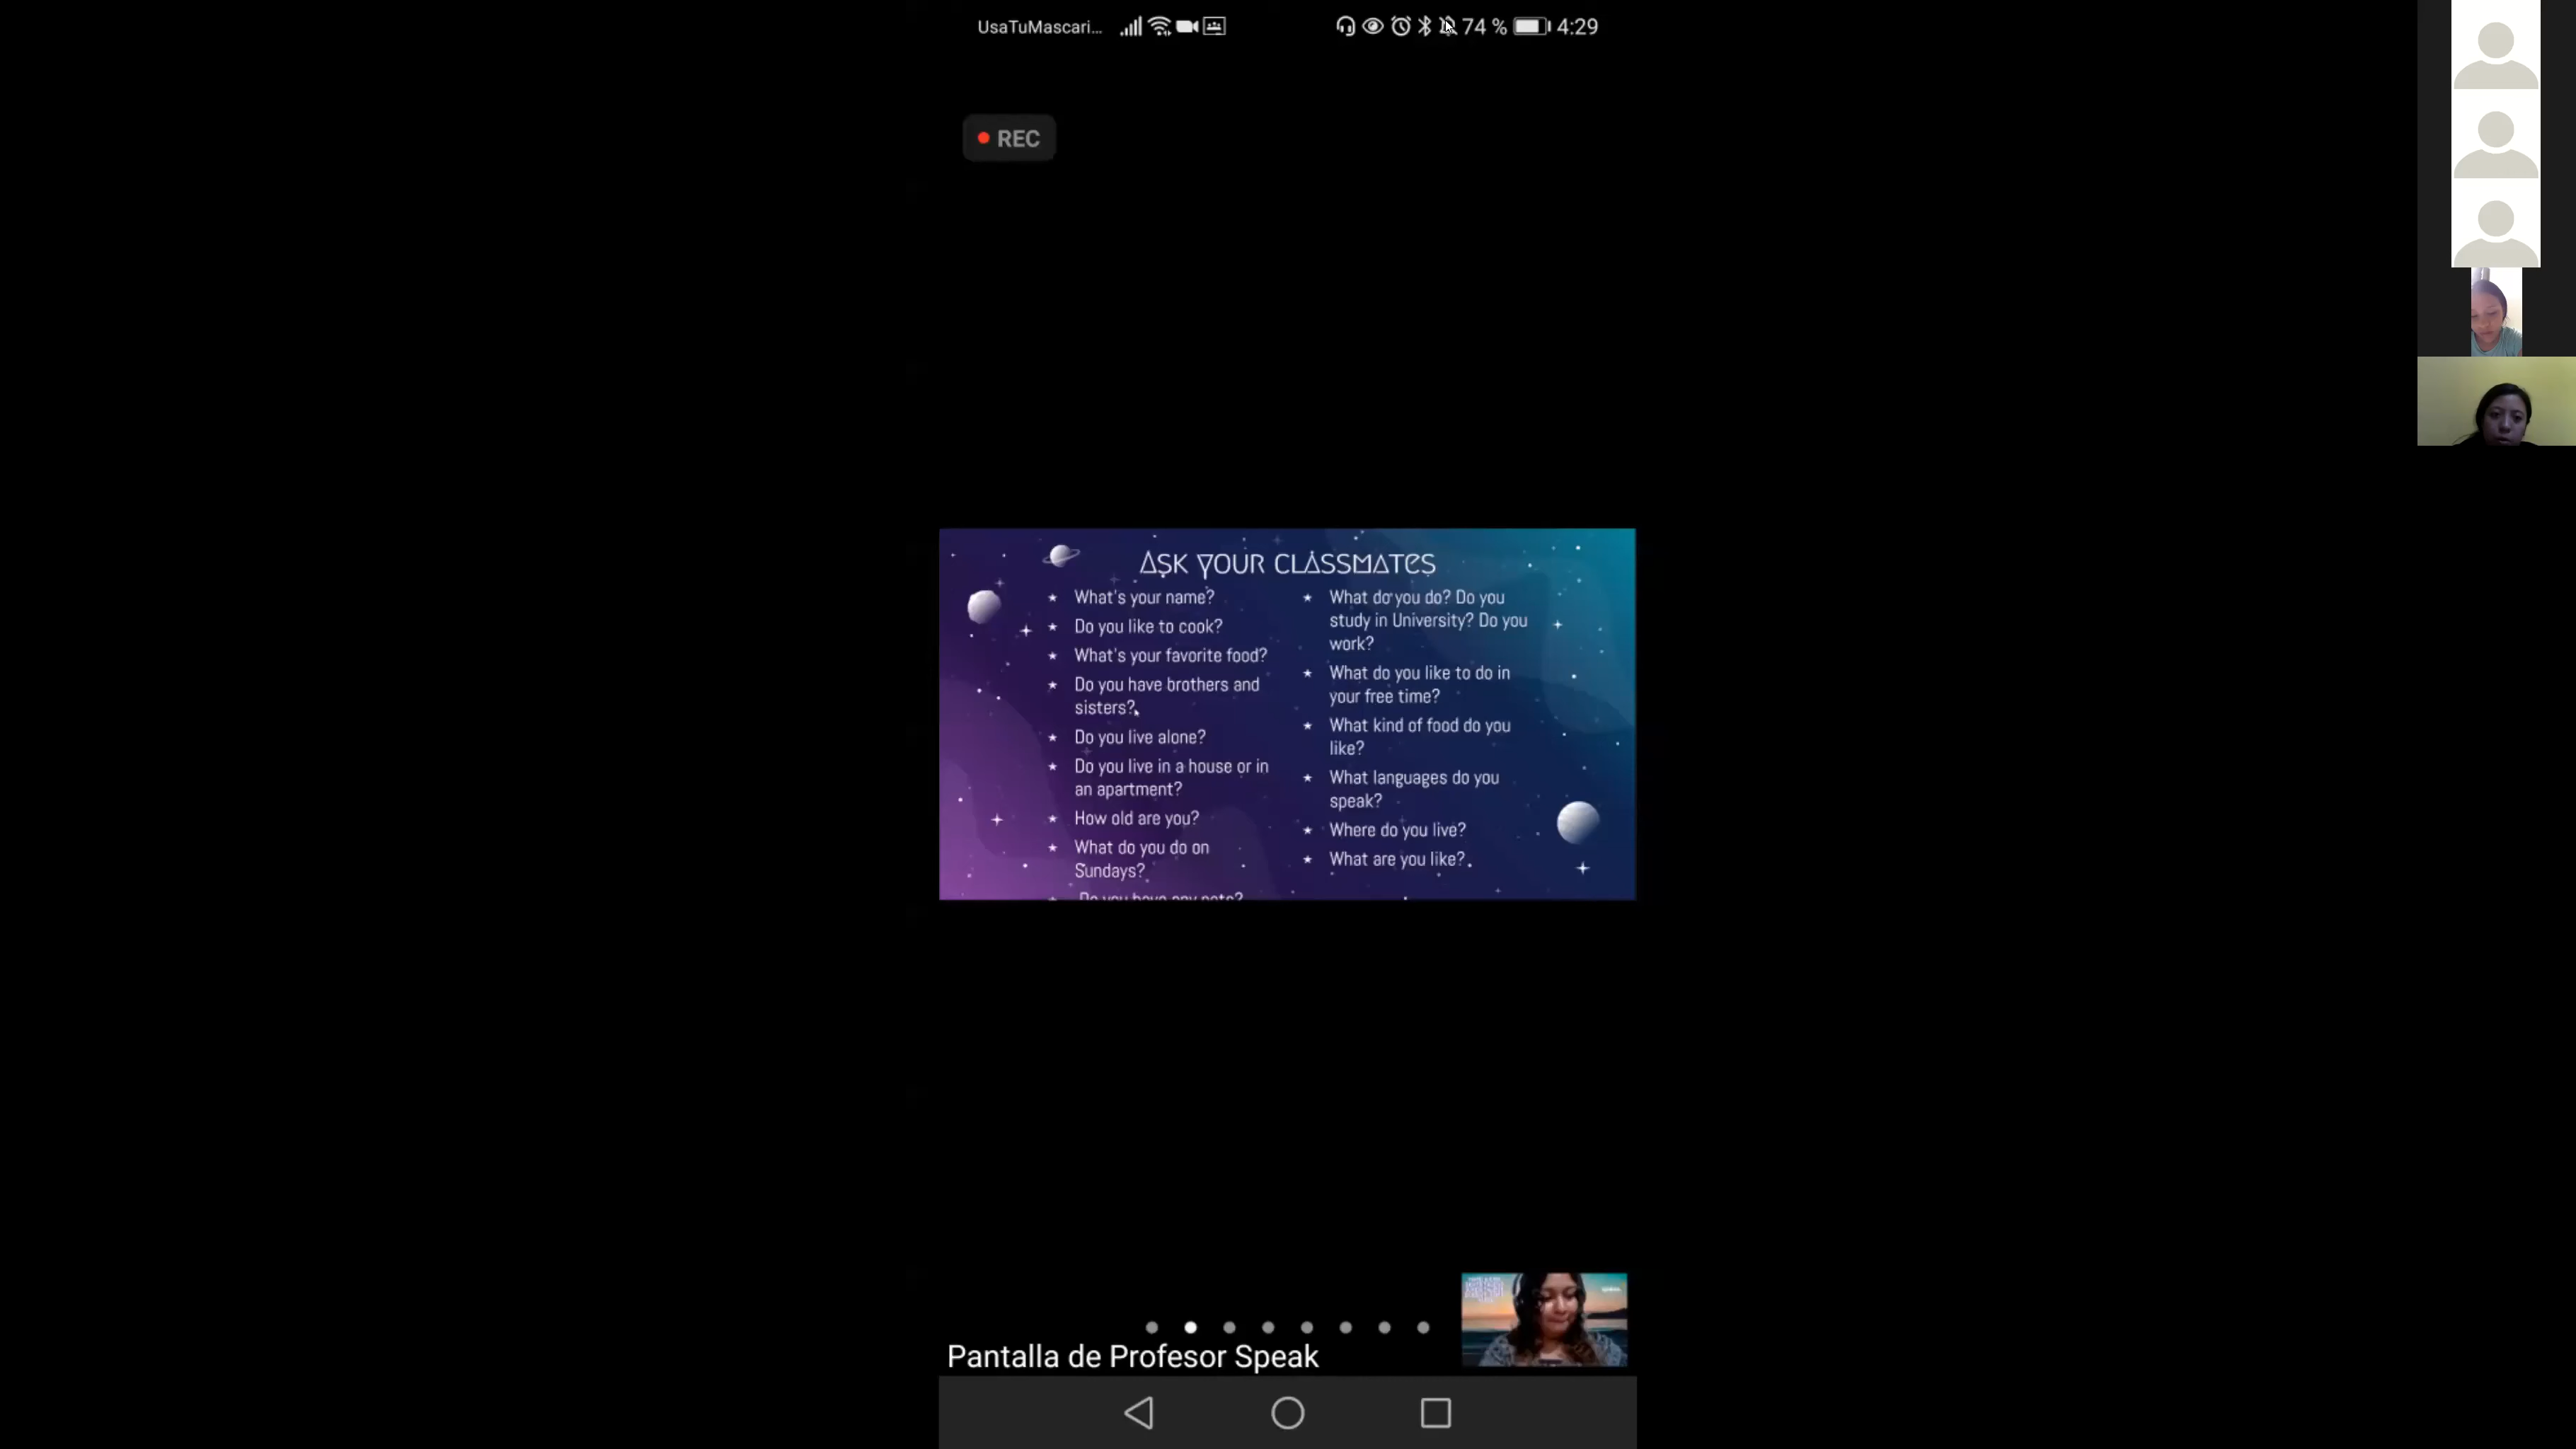 UsaTuMascari...
74 % 4:29
REC
ASK YOUR CLASSMATES
★ What's your name?
★ Do you like to cook?
★ What's your favorite food?
★ Do you have brothers and
sisters?
★ Do you live alone?
★ Do you live in a house or in
an apartment?
★ How old are you?
★ What do you do on
Sundays?
Do you have any pets?
★ What do you do? Do you
study in University? Do you
work?
★ What do you like to do in
your free time?
★ What kind of food do you
like?
★ What languages do you
speak?
★ Where do you live?
★ What are you like?
Pantalla de Profesor Speak